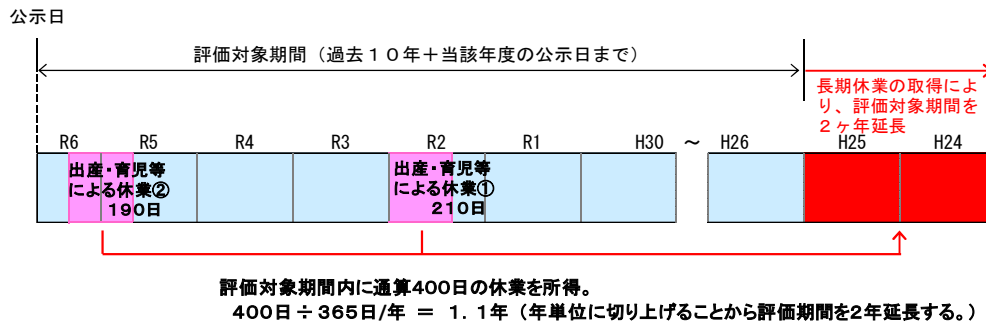 公示日
評価対象期間（過去１０年＋当該年度の公示日まで）
長期休業の取得によ
り、評価対象期間を
２ヶ年延長
R6 R5 R4 R3 R2 R1 H30 ～ H26 H25 H24
出産・育児等
による休業②
190日
出産・育児等
による休業①
210日
評価対象期間内に通算400日の休業を所得。
400日÷365日/年 ＝ 1．1年（年単位に切り上げることから評価期間を2年延長する。）